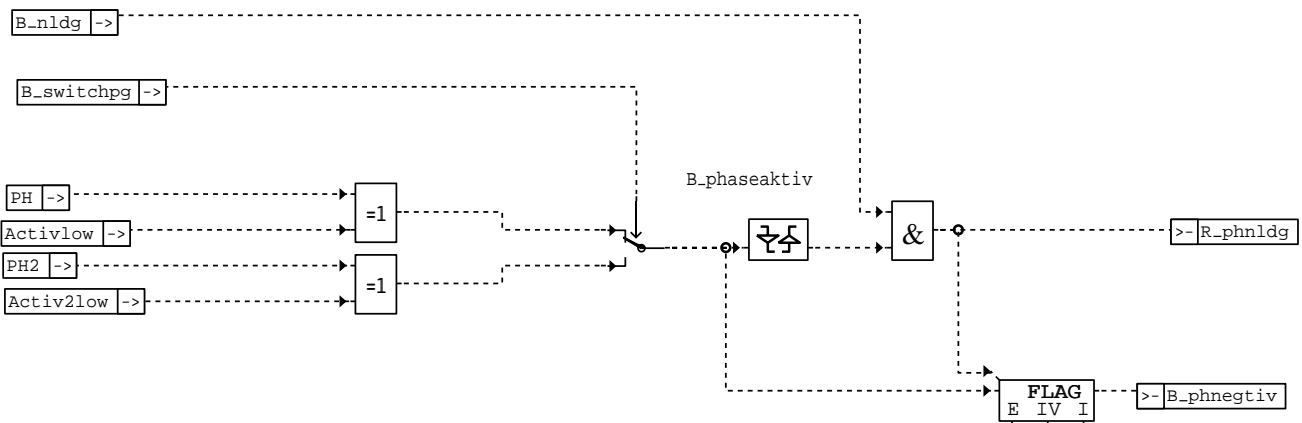 B_nldg ->
B_switchpg ->
B_phaseaktiv
PH ->
=1
Activlow ->
& 
>- R_phnldg
PH2 ->
=1
Activ2low ->
FLAG
E IV I
>- B_phnegtiv